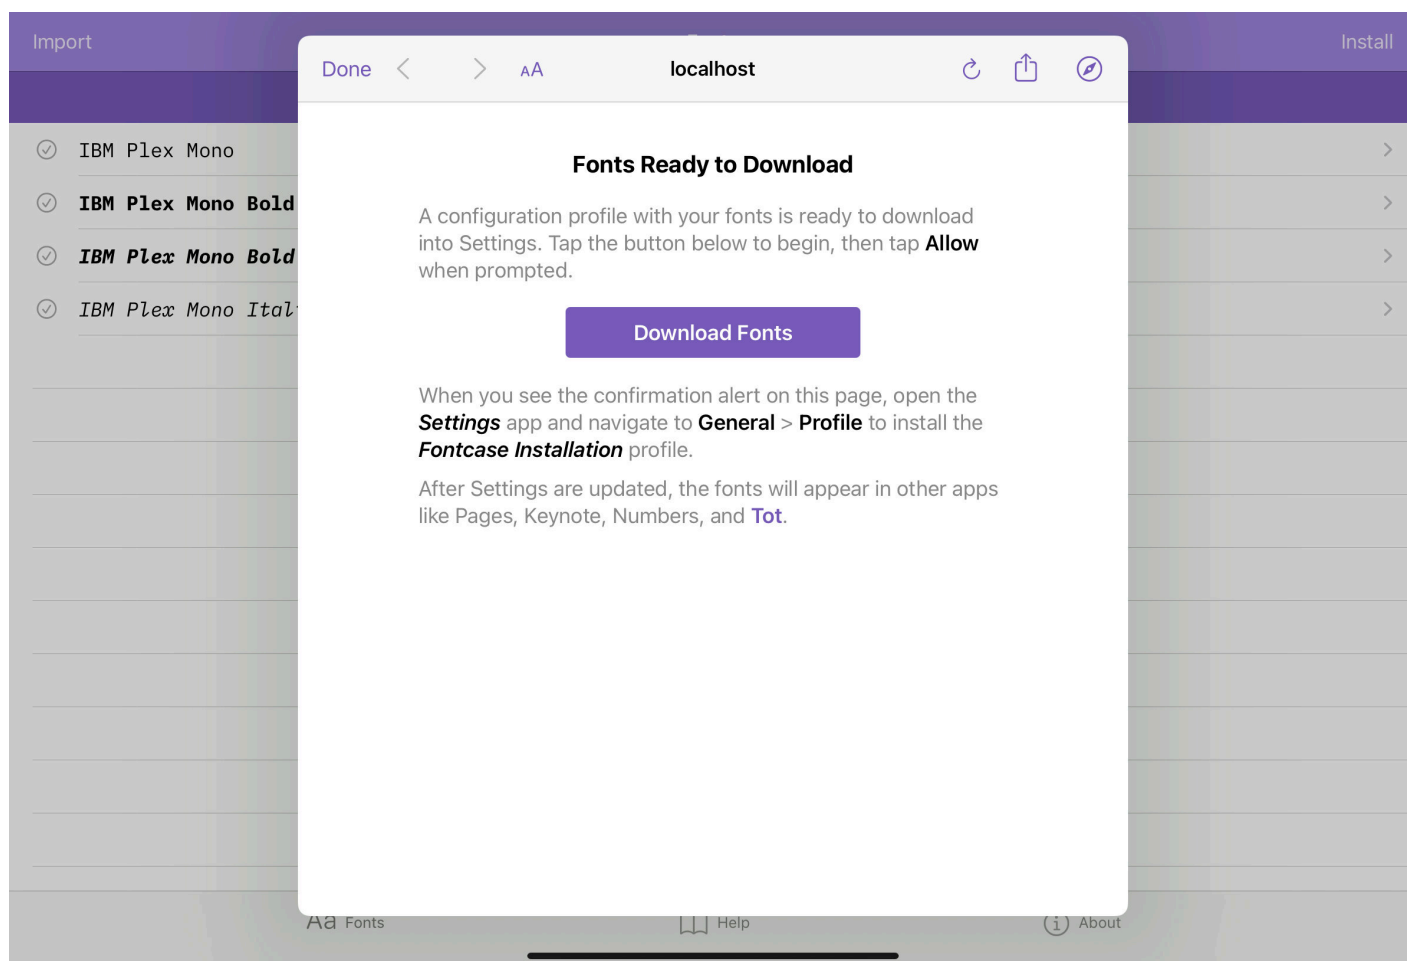 Import
Install
Done
AA
localhost
IBM Plex Mono
IBM Plex Mono Bold
IBM Plex Mono Bold
IBM Plex Mono
Fonts Ready to Download
A configuration profile with your fonts is ready to download
into Settings. Tap the button below to begin, then tap Allow
when prompted.
Download Fonts
When you see the confirmation alert on this page, open the
Settings app and navigate to General > Profile to install the
Fontcase Installation profile.
After Settings are updated, the fonts will appear in other apps
like Pages, Keynote, Numbers, and Tot.
Aa Fonts
Help
About